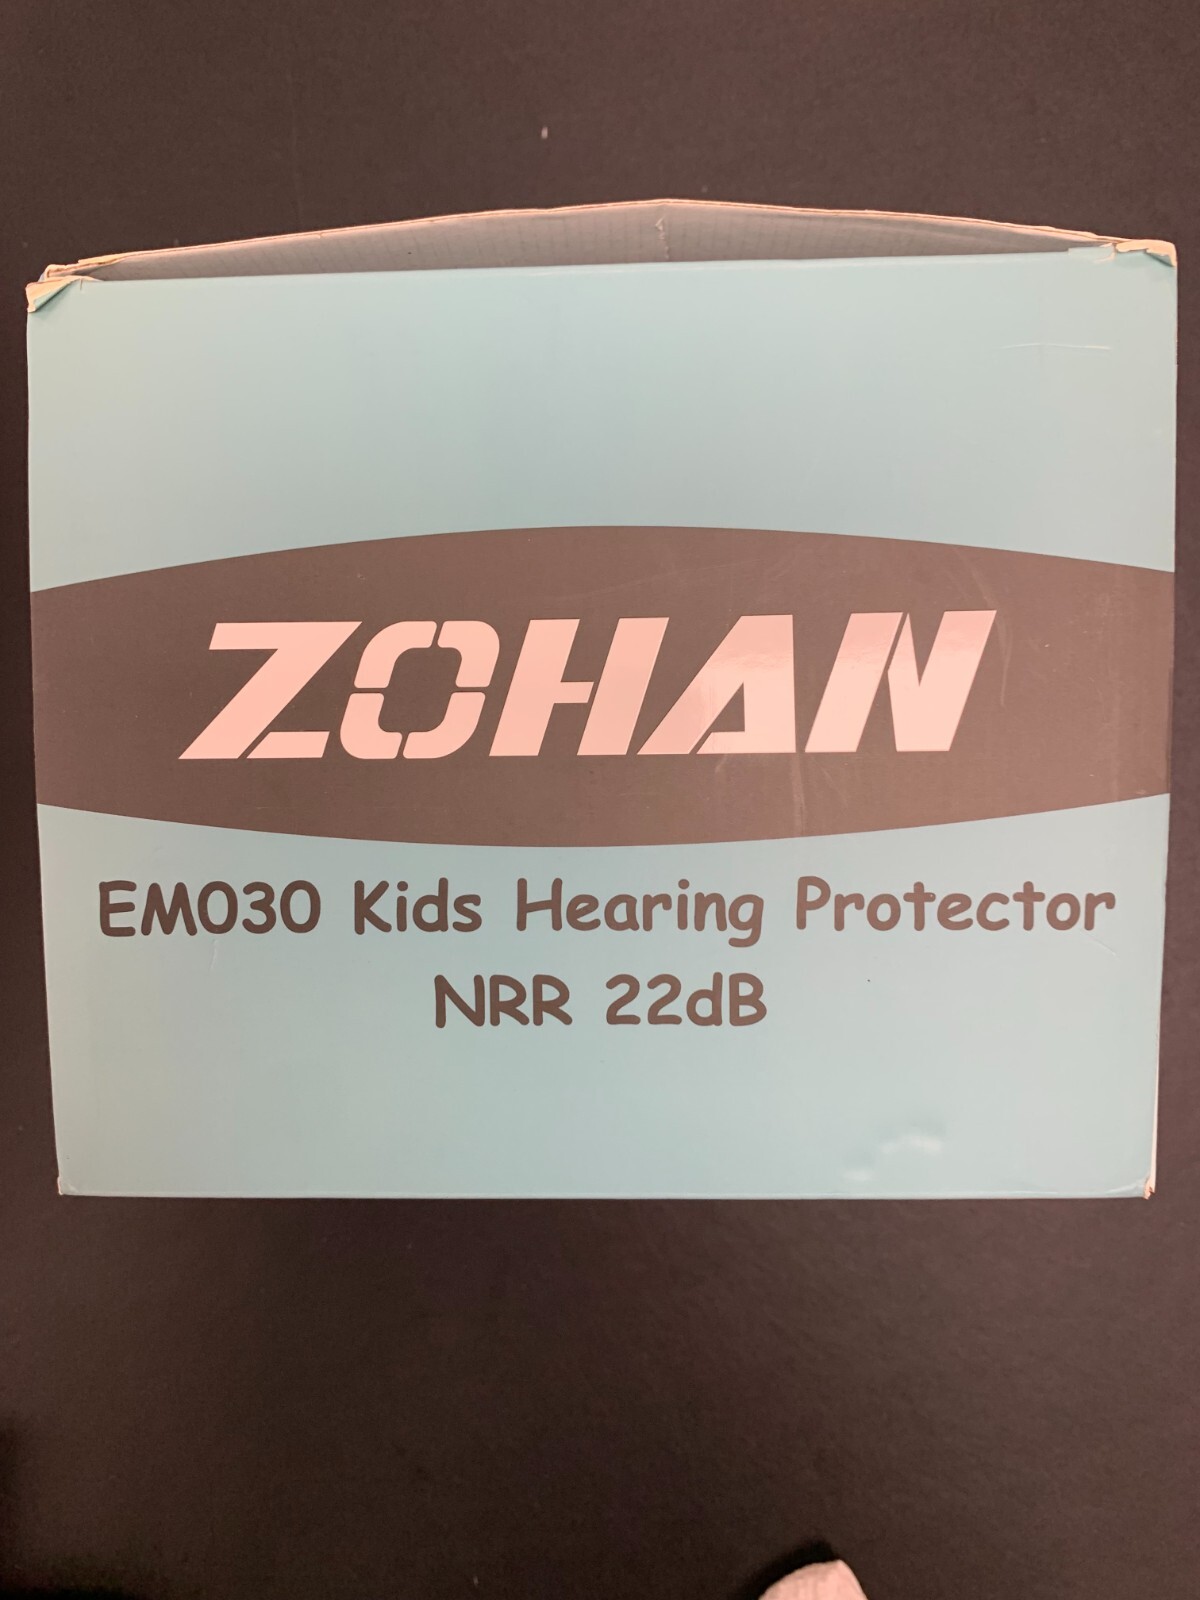 ZOHAN
EM030 Kids Hearing Protector
NRR 22dB